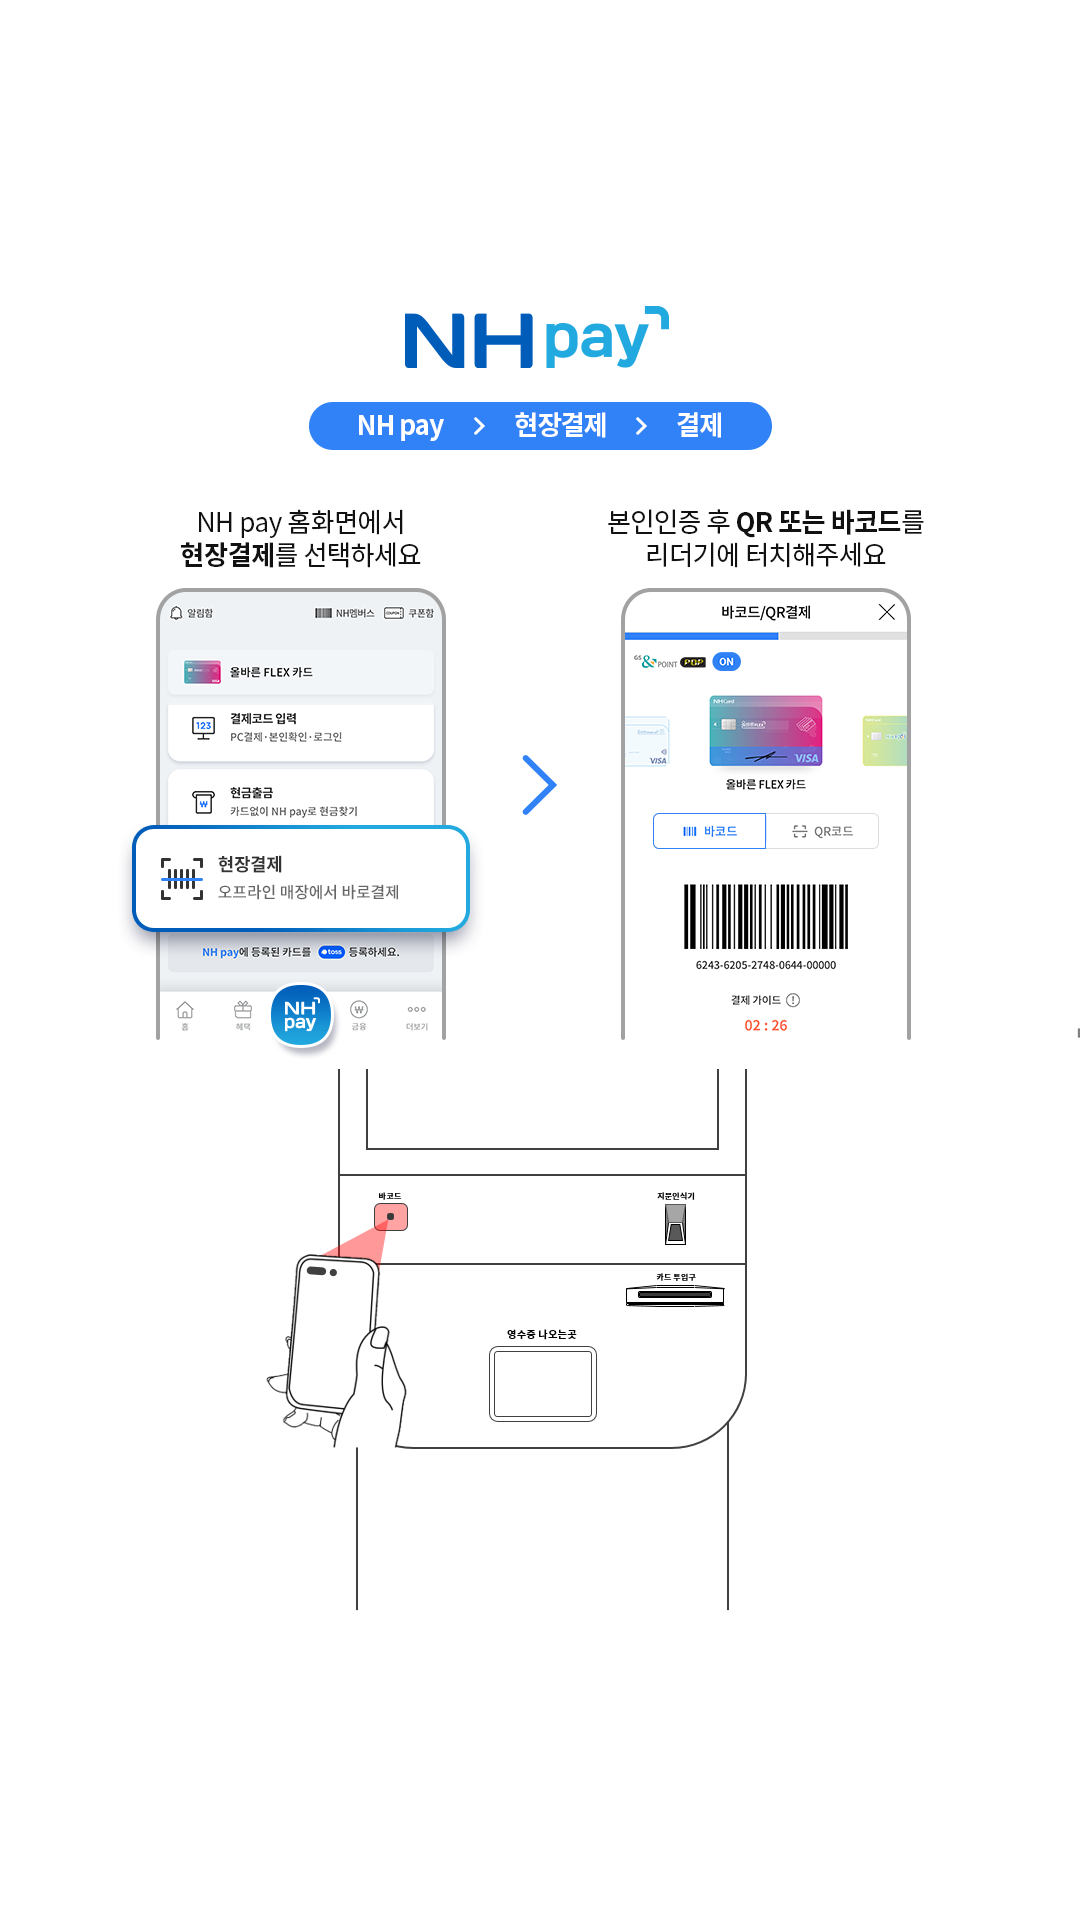 NH pay
NH pay > 현장결제 > 결제
NH pay 홈화면에서
현장결제를 선택하세요
알림함
NH멤버스
COUPON
쿠폰함
올바른 FLEX 카드
VISA
123
결제코드 입력
PC결제·본인확인·로그인
현금출금
카드없이 NH pay로 현금찾기
현장결제
오프라인 매장에서 바로결제
NH pay에 등록된 카드를 toss 등록하세요.
홈
혜택
NH pay
금융
더보기
본인인증 후 QR 또는 바코드를
리더기에 터치해주세요
바코드/QR결제
GS & POINT POP ON
VISA
NH Card
VISA
올바른 FLEX 카드
바코드
QR코드
6243-6205-2748-0644-00000
결제 가이드
02 : 26
바코드
지문인식기
카드 투입구
영수증 나오는곳